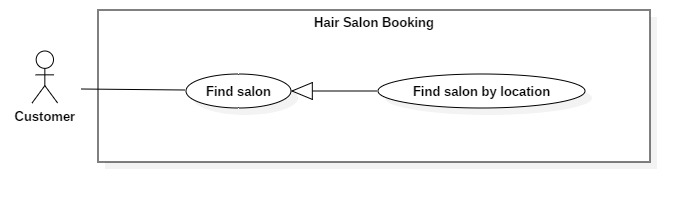 Hair Salon Booking
Find salon
Find salon by location
Customer